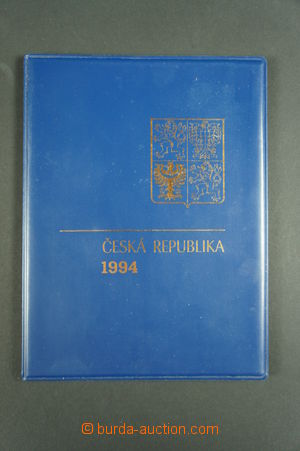 ČESKÁ REPUBLIKA
1994
© burda-auction.com